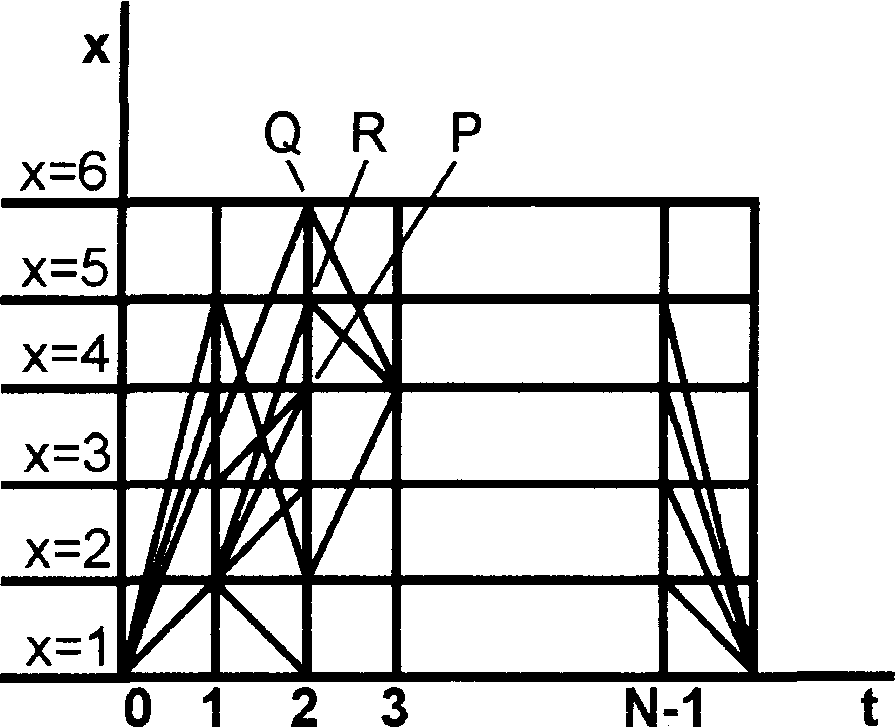 x
Q R P
x=6
x=5
x=4
x=3
x=2
x=1
0 1 2 3 N-1 t